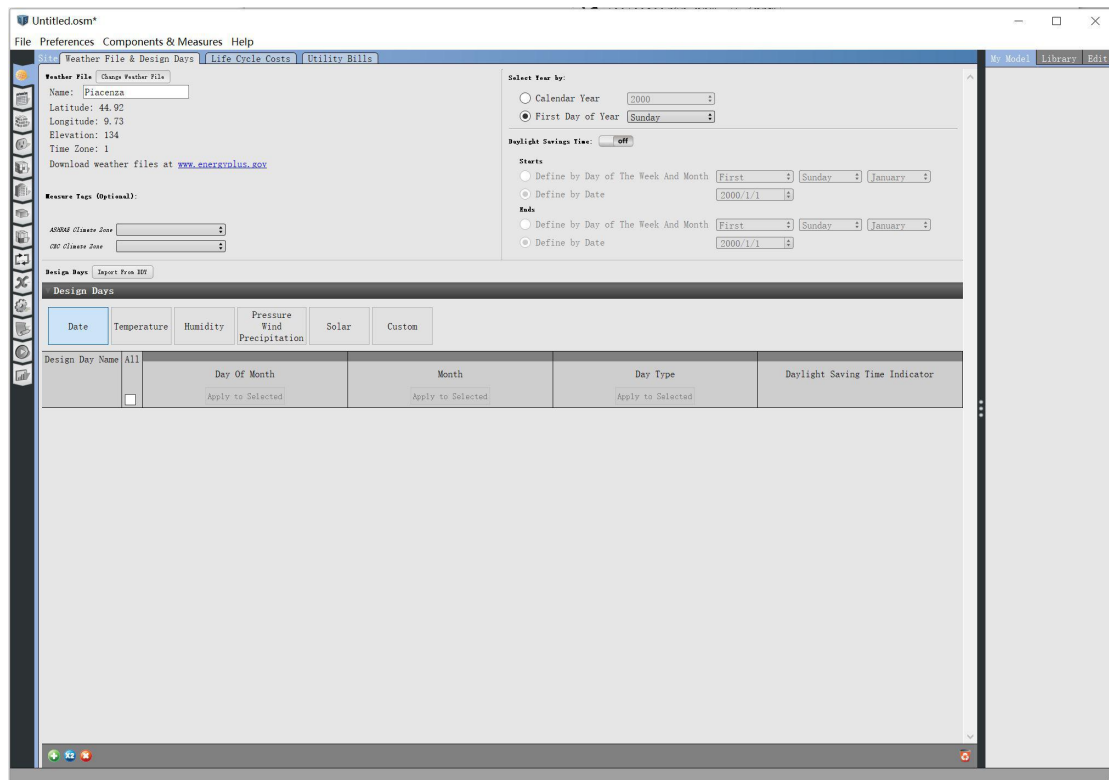 Untitled.osm*
File Preferences Components & Measures Help
Site Weather File & Design Days Life Cycle Costs Utility Bills
My Model Library Edit
Weather File Change Weather File
Name: Piacenza
Latitude: 44.92
Longitude: 9.73
Elevation: 134
Time Zone: 1
Download weather files at www.energyplus.gov
Measure Tags (Optional):
ASHRAE Climate Zone
CEC Climate Zone
Select Year by:
Calendar Year 2000
First Day of Year Sunday
Daylight Savings Time: off
Starts
Define by Day of The Week And Month First Sunday January
Define by Date 2000/1/1
Ends
Define by Day of The Week And Month First Sunday January
Define by Date 2000/1/1
Design Days Import From DDY
Design Days
Date Temperature Humidity Pressure Wind Precipitation Solar Custom
Design Day Name All
Day Of Month Month Day Type Daylight Saving Time Indicator
Apply to Selected Apply to Selected Apply to Selected
x2